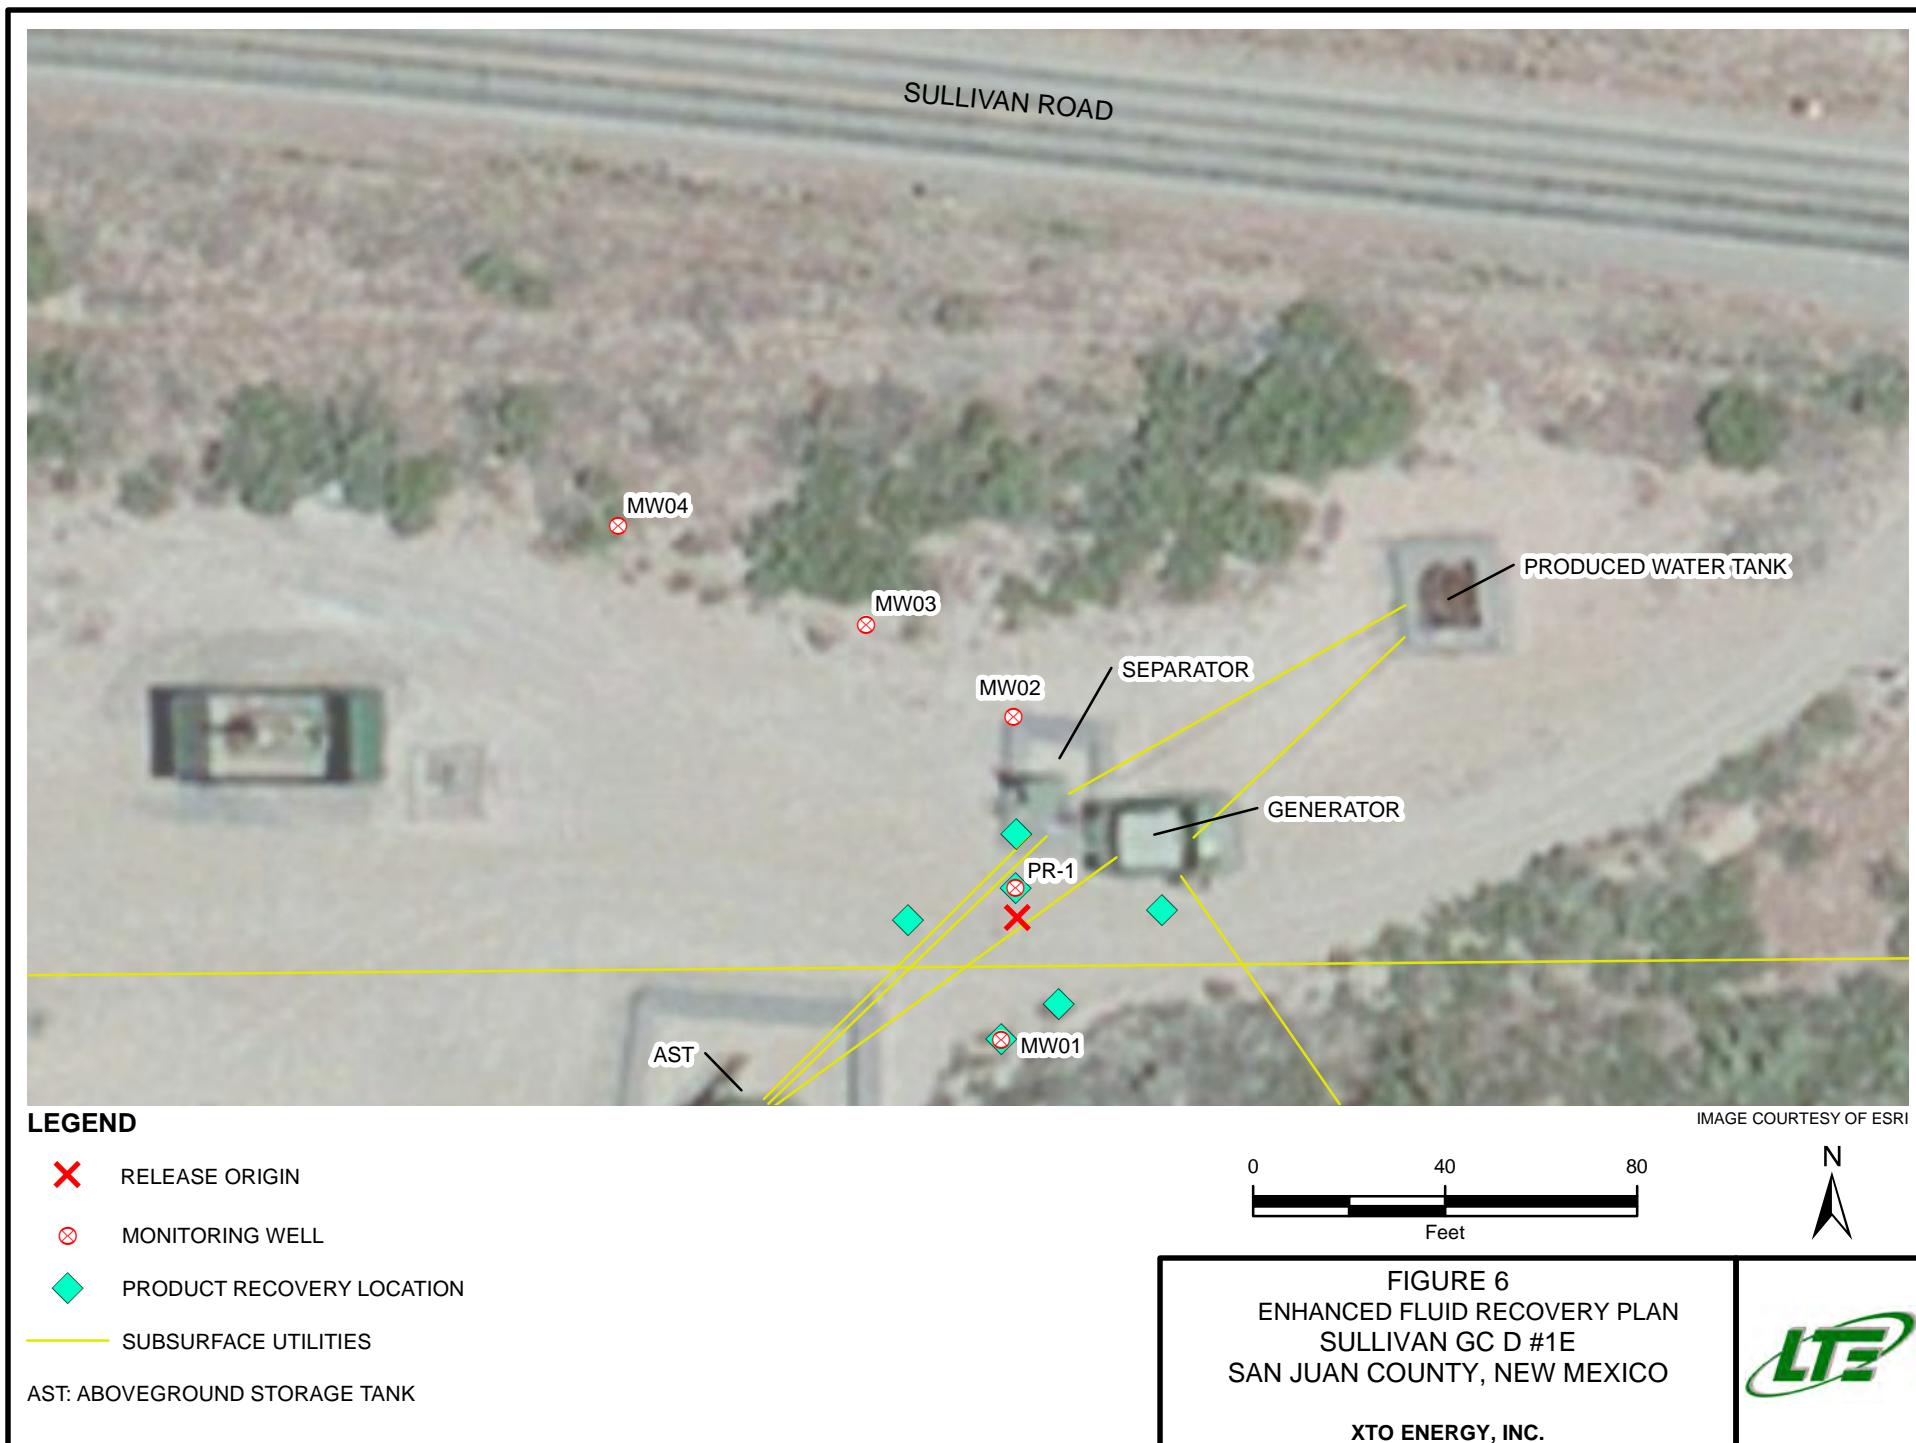 SULLIVAN ROAD
MW04
PRODUCED WATER TANK
MW03
SEPARATOR
MW02
GENERATOR
PR-1
MW01
AST
LEGEND
IMAGE COURTESY OF ESRI
RELEASE ORIGIN
MONITORING WELL
PRODUCT RECOVERY LOCATION
SUBSURFACE UTILITIES
AST: ABOVEGROUND STORAGE TANK
0 40 80
Feet
N
FIGURE 6
ENHANCED FLUID RECOVERY PLAN
SULLIVAN GC D #1E
SAN JUAN COUNTY, NEW MEXICO
XTO ENERGY, INC.
LTE